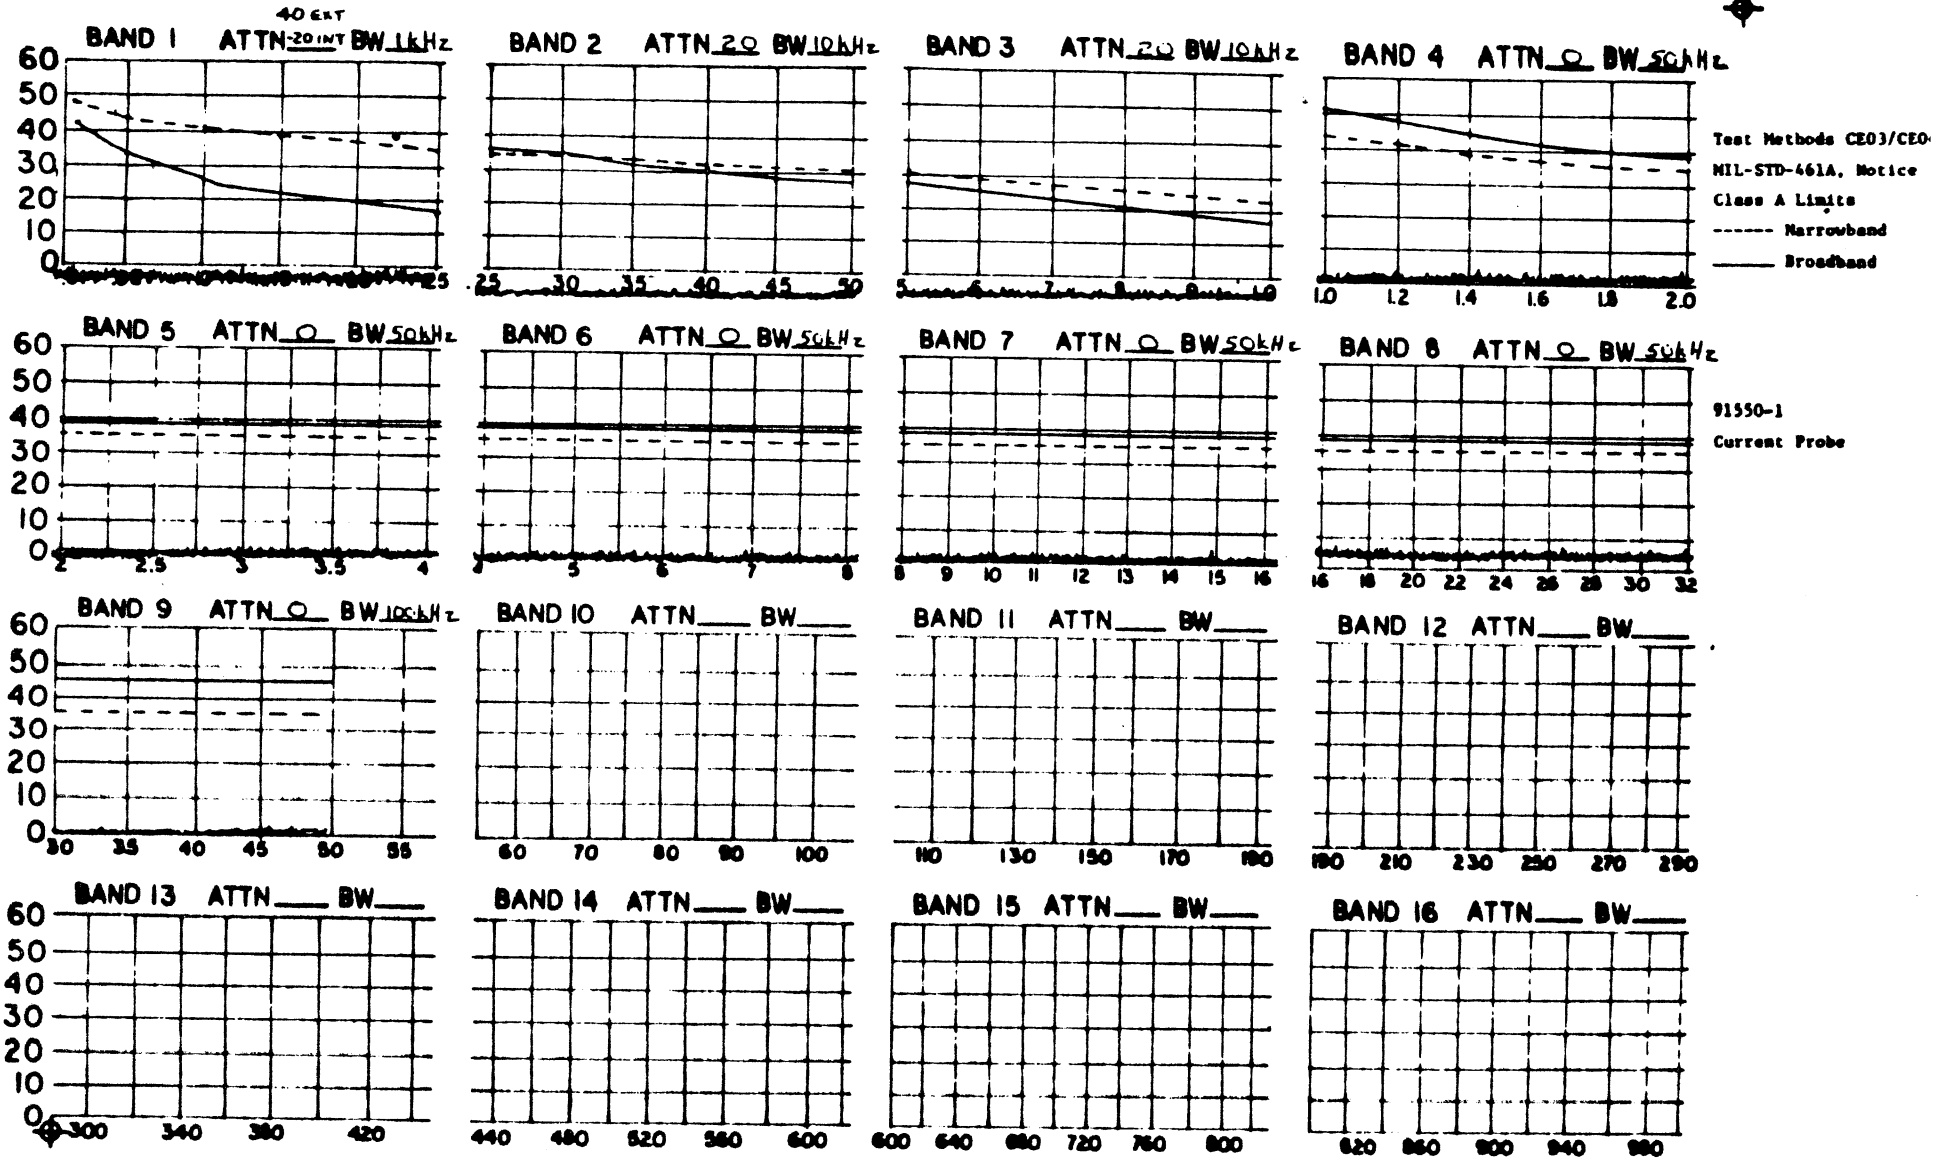 40 EXT
BAND 1 ATTN -20 INT BW 1kHz
BAND 2 ATTN 20 BW 10kHz
BAND 3 ATTN 20 BW 10kHz
BAND 4 ATTN 0 BW 50kHz
60
50
40
30
20
10
0
25
.25 30 35 40 45 50
5 6 7 8 9 1.0
1.0 1.2 1.4 1.6 1.8 2.0
Test Methods CE03/CE0
MIL-STD-461A, Notice
Class A Limits
------ Narrowband
Broadband
BAND 5 ATTN 0 BW 50kHz
BAND 6 ATTN 0 BW 50kHz
BAND 7 ATTN 0 BW 50kHz
BAND 8 ATTN 0 BW 50kHz
60
50
40
30
20
10
0
2 2.5 3 3.5 4
5 6 7 8
8 9 10 11 12 13 14 15 16
16 18 20 22 24 26 28 30 32
91550-1
Current Probe
BAND 9 ATTN 0 BW 100kHz
BAND 10 ATTN BW
BAND 11 ATTN BW
BAND 12 ATTN BW
60
50
40
30
20
10
0
30 35 40 45 50 55
60 70 80 90 100
110 130 150 170 190
190 210 230 250 270 290
BAND 13 ATTN BW
BAND 14 ATTN BW
BAND 15 ATTN BW
BAND 16 ATTN BW
60
50
40
30
20
10
0
300 340 380 420
440 480 520 560 600
600 640 680 720 760 800
820 860 900 940 980